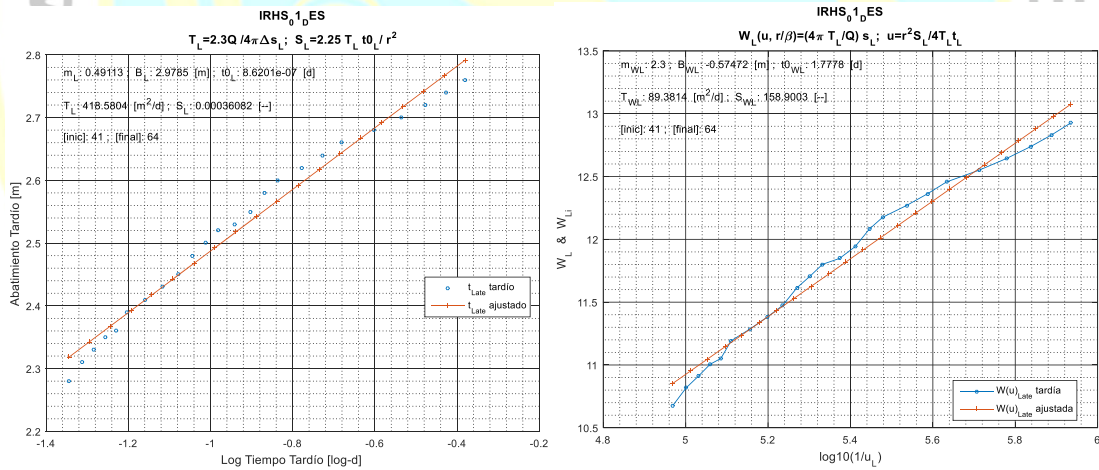 IRHS01DES
TL=2.3Q /4πΔsL;  SL=2.25 TL t0L/ r2
mL: 0.49113 ;  BL: 2.9785  [m] ;  t0L: 8.6201e-07  [d]
TL: 418.5804  [m2/d] ;  SL: 0.00036082  [--]
[inic]: 41 ;  [final]: 64
2.8
2.7
2.6
2.5
2.4
2.3
2.2
Abatimiento Tardío [m]
tLate tardío
tLate ajustado
-1.4 -1.2 -1 -0.8 -0.6 -0.4 -0.2
Log Tiempo Tardío [log-d]
IRHS01DES
WL(u, r/β)=(4π TL/Q) sL;  u=r2SL/4TLtL
mWL: 2.3 ;  BWL: -0.57472  [m] ;  t0WL: 1.7778  [d]
TWL: 89.3814  [m2/d] ;  SWL: 158.9003  [--]
[inic]: 41 ;  [final]: 64
13.5
13
12.5
12
11.5
11
10.5
WL  &  WLi
W(u)Late tardía
W(u)Late ajustada
4.8 5 5.2 5.4 5.6 5.8 6
log10(1/uL)